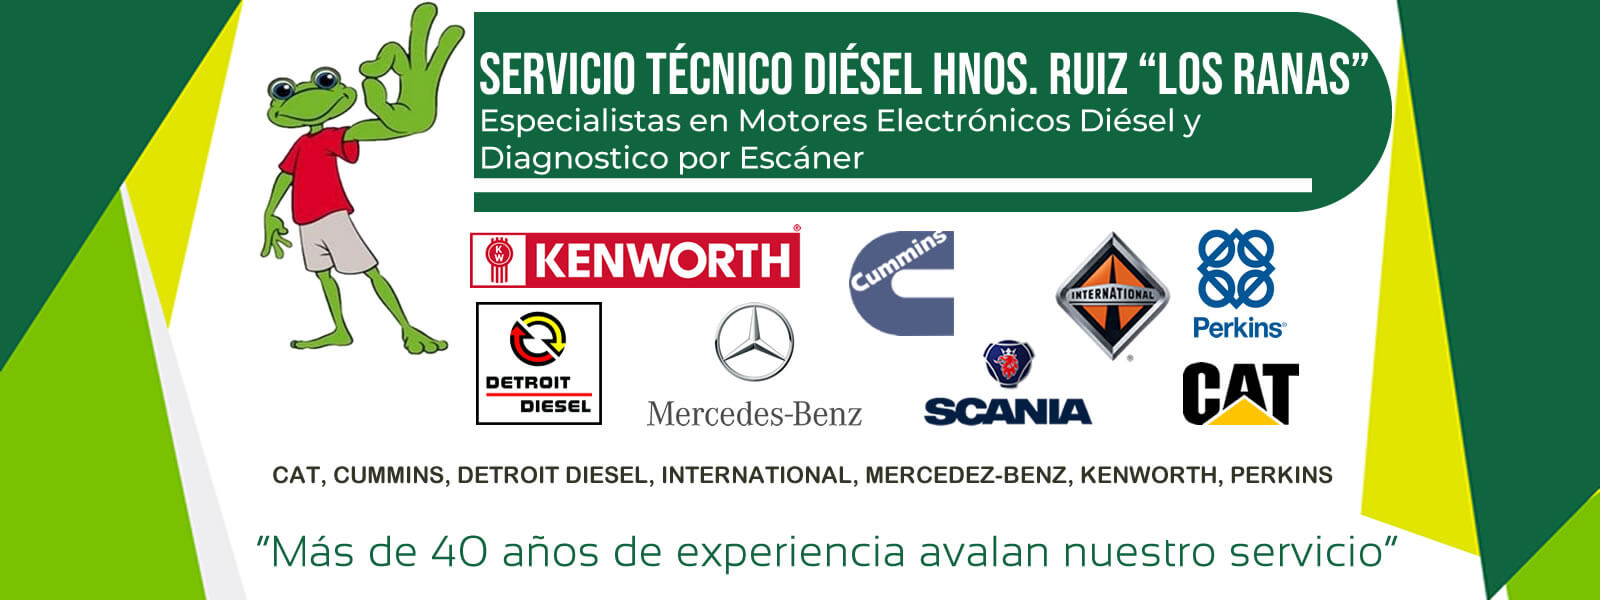 SERVICIO TÉCNICO DIÉSEL HNOS. RUIZ “LOS RANAS”
Especialistas en Motores Electrónicos Diésel y
Diagnostico por Escáner
KW KENWORTH®
Cummins
INTERNATIONAL®
Perkins®
DETROIT
DIESEL
Mercedes-Benz
SCANIA
SCANIA
CAT
CAT, CUMMINS, DETROIT DIESEL, INTERNATIONAL, MERCEDEZ-BENZ, KENWORTH, PERKINS
“Más de 40 años de experiencia avalan nuestro servicio”